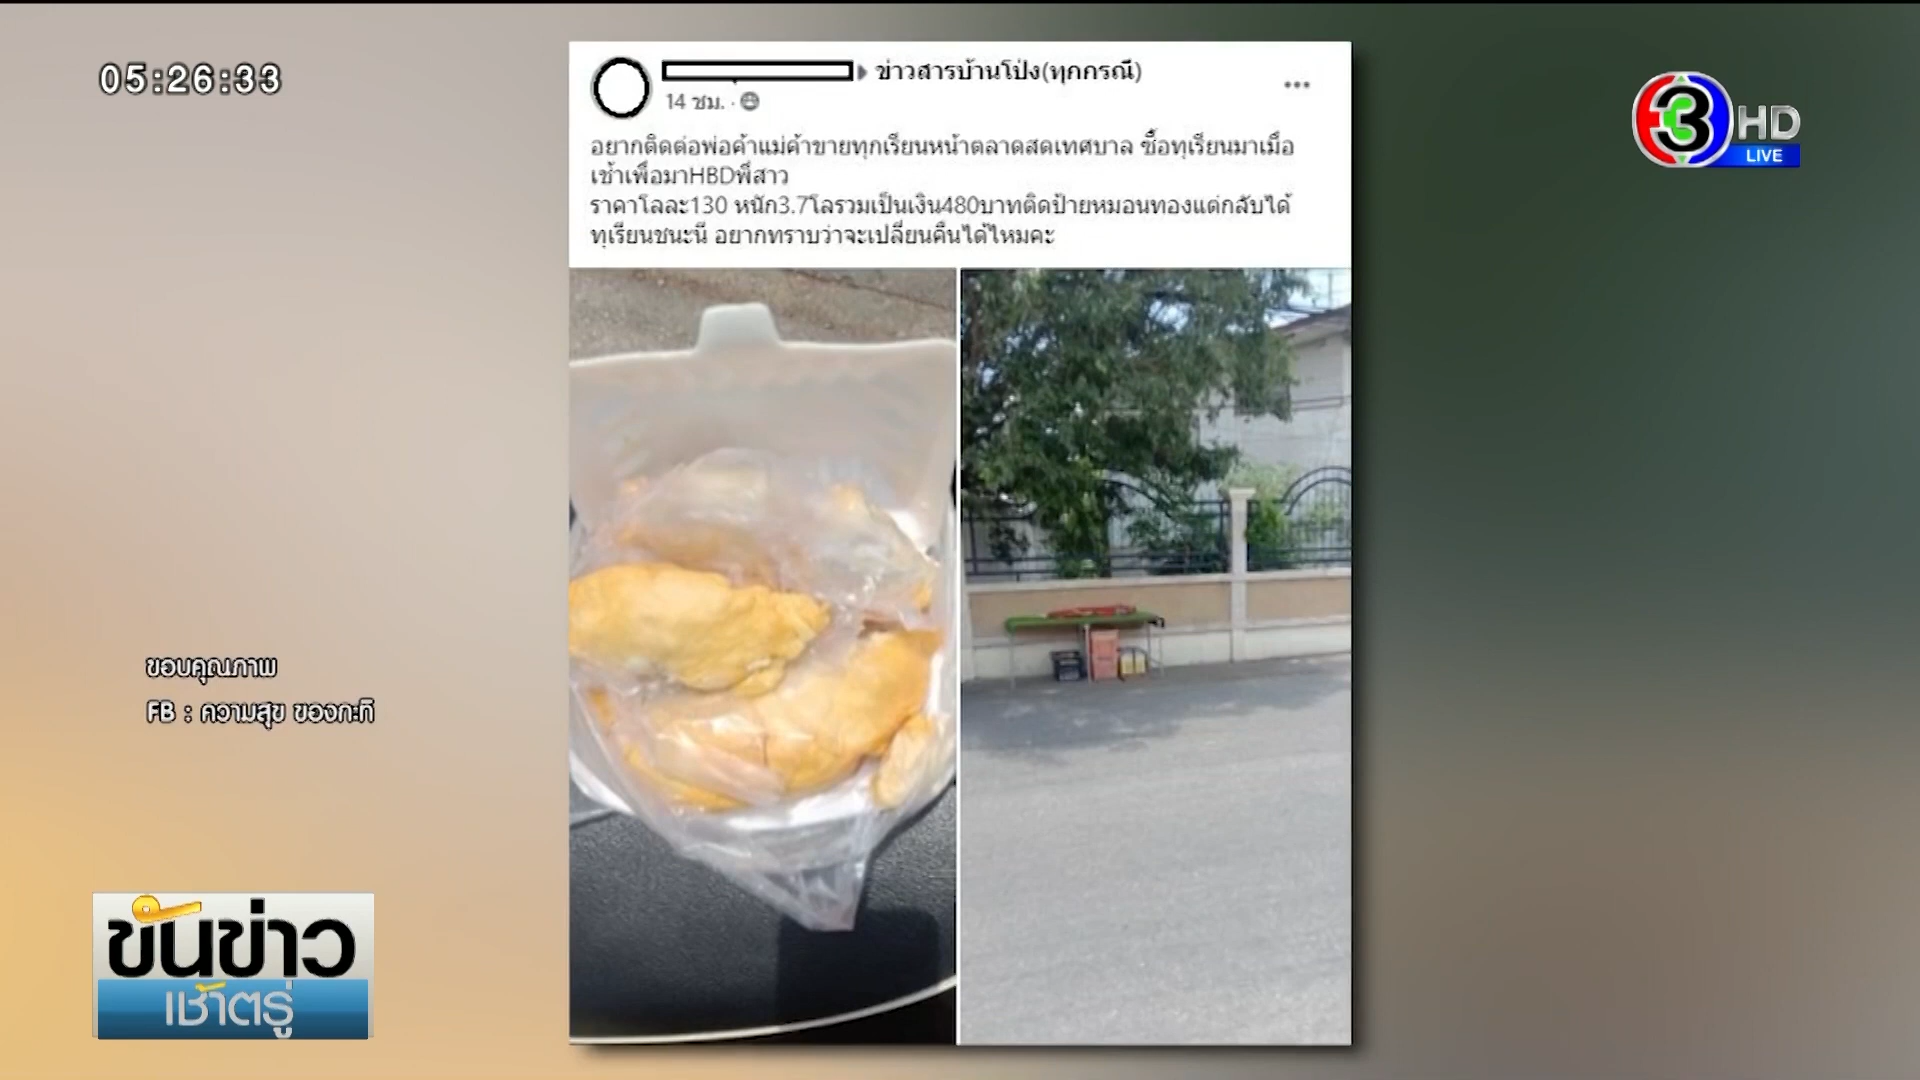 05:26:33
ข่าวสารบ้านโป่ง(ทุกกรณี)
14 ชม.
อยากติดต่อพ่อค้าแม่ค้าขายทุกเรียนหน้าตลาดสดเทศบาล ซื้อทุเรียนมาเมื่อ
เช้าเพื่อมาHBDพี่สาว
ราคาโลละ130 หนัก3.7โลรวมเป็นเงิน480บาทติดป้ายหมอนทองแต่กลับได้
ทุเรียนชนะนี อยากทราบว่าจะเปลี่ยนคืนได้ไหมคะ
3 HD
LIVE
ขอบคุณภาพ
FB : ความสุข ของกะทิ
ขันข่าว
เช้าตรู่